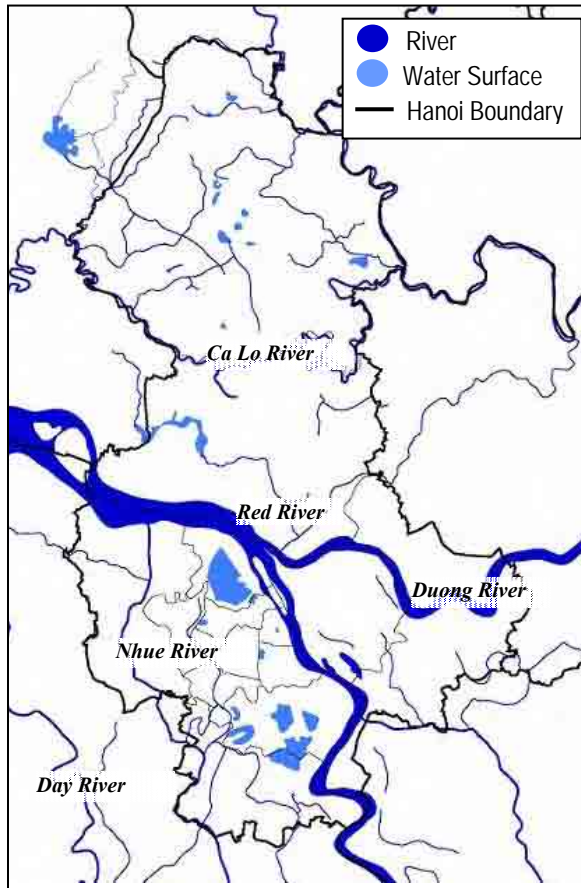 River
Water Surface
Hanoi Boundary
Ca Lo River
Red River
Duong River
Nhue River
Day River